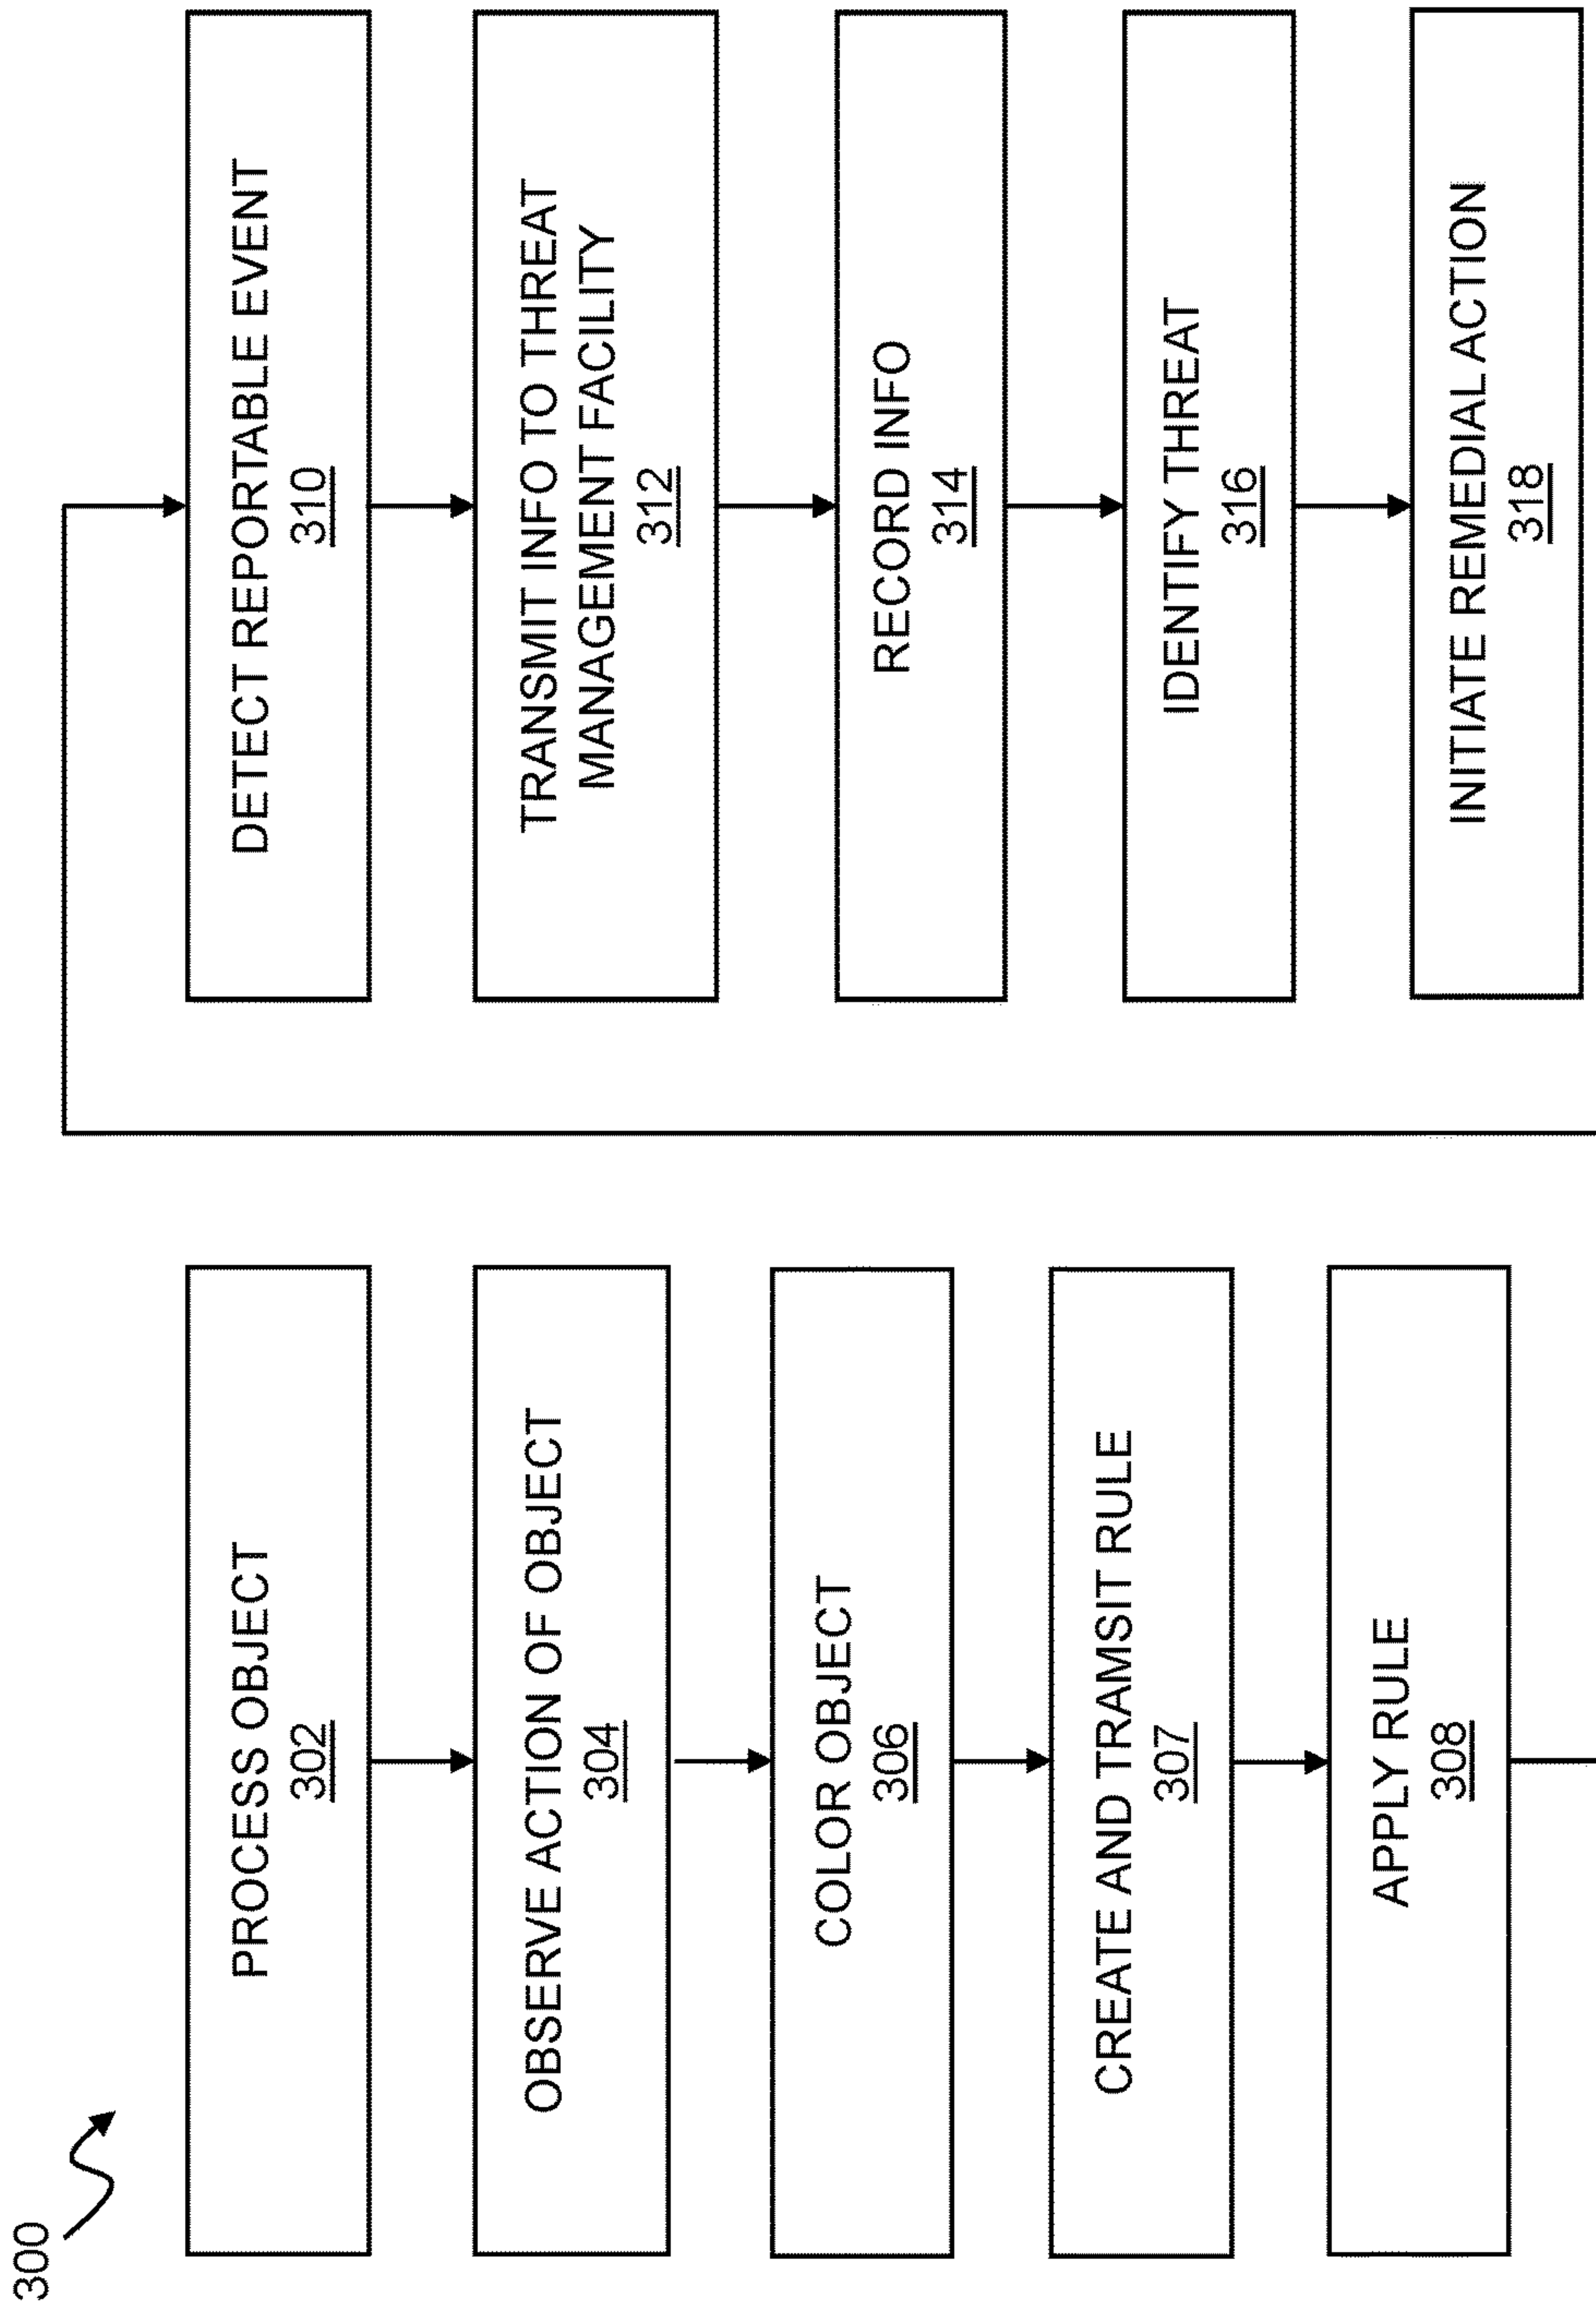 300
PROCESS OBJECT
302
OBSERVE ACTION OF OBJECT
304
COLOR OBJECT
306
CREATE AND TRAMSIT RULE
307
APPLY RULE
308
DETECT REPORTABLE EVENT
310
TRANSMIT INFO TO THREAT
MANAGEMENT FACILITY
312
RECORD INFO
314
IDENTIFY THREAT
316
INITIATE REMEDIAL ACTION
318